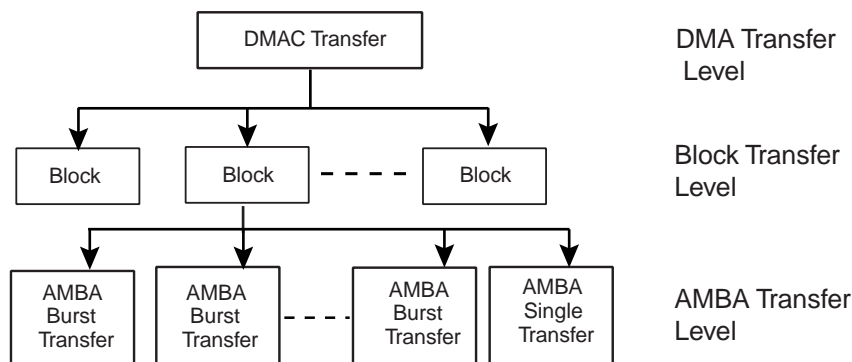 DMAC Transfer
DMA Transfer
Level
Block
Block
Block
Block Transfer
Level
AMBA
Burst
Transfer
AMBA
Burst
Transfer
AMBA
Burst
Transfer
AMBA
Single
Transfer
AMBA Transfer
Level